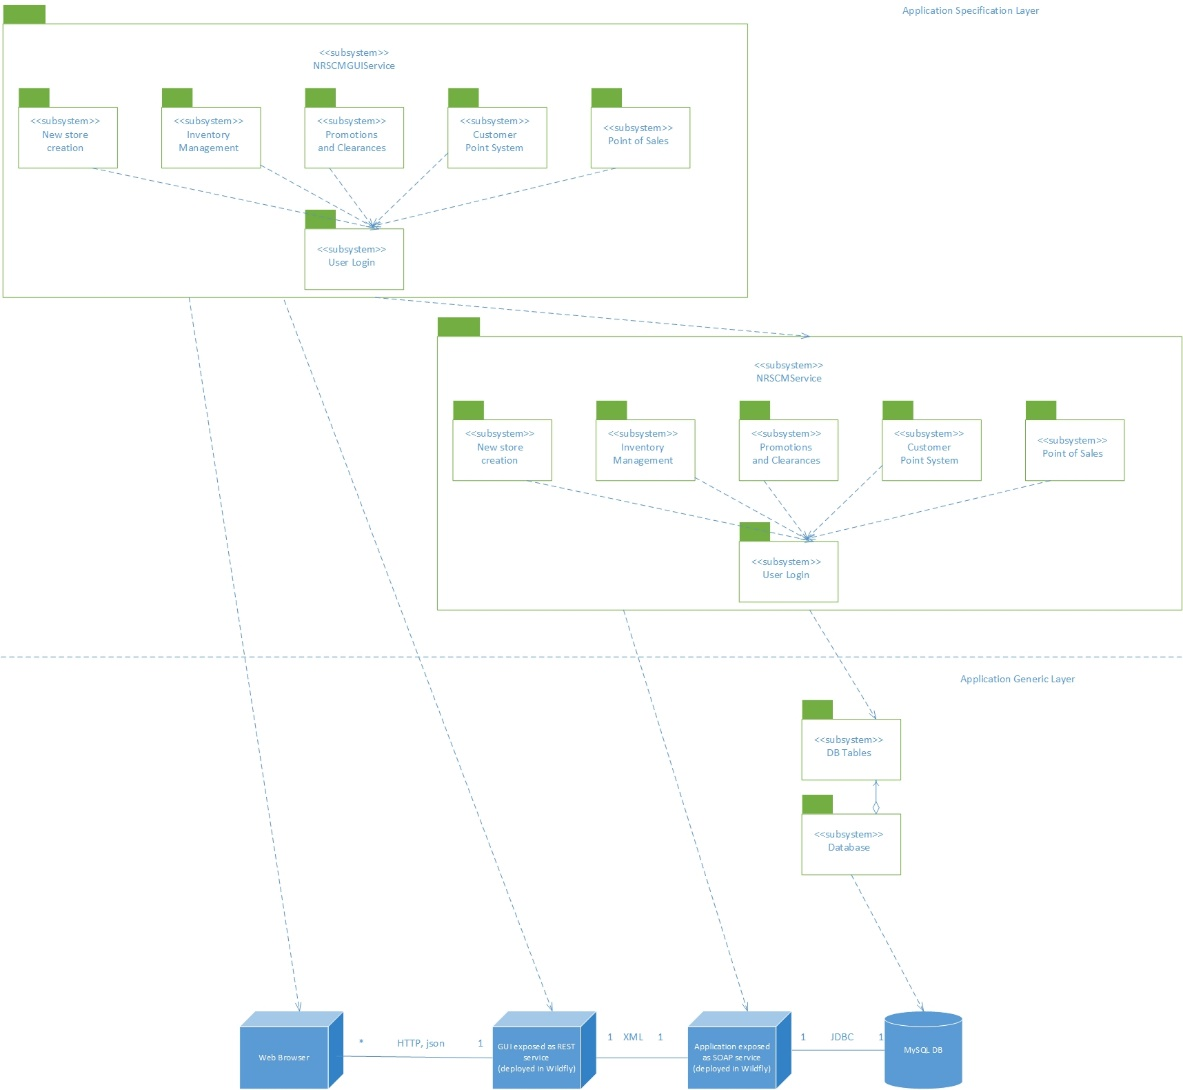 Application Specification Layer
<<subsystem>>
NRSCMGUIService
<<subsystem>>
New store
creation
<<subsystem>>
Inventory
Management
<<subsystem>>
Promotions
and Clearances
<<subsystem>>
Customer
Point System
<<subsystem>>
Point of Sales
<<subsystem>>
User Login
<<subsystem>>
NRSCMService
<<subsystem>>
New store
creation
<<subsystem>>
Inventory
Management
<<subsystem>>
Promotions
and Clearances
<<subsystem>>
Customer
Point System
<<subsystem>>
Point of Sales
<<subsystem>>
User Login
Application Generic Layer
<<subsystem>>
DB Tables
<<subsystem>>
Database
Web Browser
* HTTP, json 1
GUI exposed as REST
service
(deployed in Wildfly)
1 XML 1
Application exposed
as SOAP service
(deployed in Wildfly)
1 JDBC 1
MySQL DB